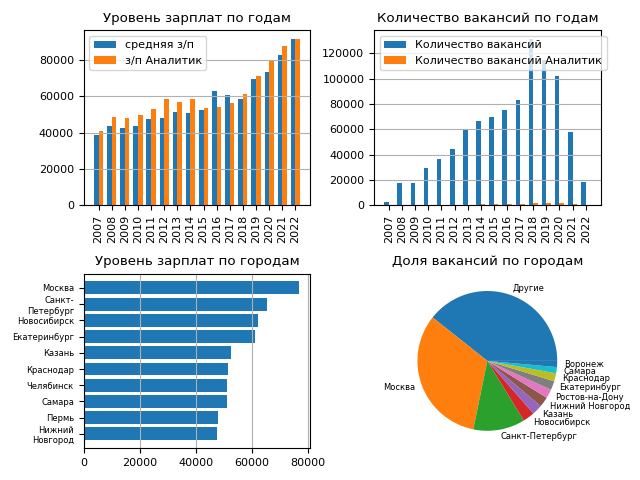 Уровень зарплат по годам
средняя з/п
з/п Аналитик
80000
60000
40000
20000
0
2007
2008
2009
2010
2011
2012
2013
2014
2015
2016
2017
2018
2019
2020
2021
2022
Количество вакансий по годам
Количество вакансий
Количество вакансий Аналитик
120000
100000
80000
60000
40000
20000
0
2007
2008
2009
2010
2011
2012
2013
2014
2015
2016
2017
2018
2019
2020
2021
2022
Уровень зарплат по городам
Москва
Санкт-
Петербург
Новосибирск
Екатеринбург
Казань
Краснодар
Челябинск
Самара
Пермь
Нижний
Новгород
0
20000
40000
60000
80000
Доля вакансий по городам
Другие
Москва
Санкт-Петербург
Новосибирск
Казань
Нижний Новгород
Ростов-на-Дону
Екатеринбург
Краснодар
Самара
Воронеж